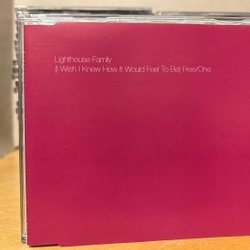 Lighthouse Family
(I Wish I Knew How It Would Feel To Be) Free/One